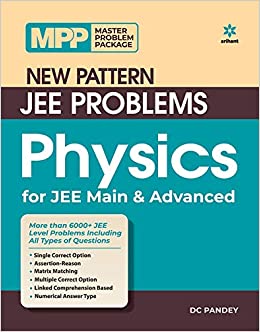 MPP MASTER PROBLEM PACKAGE
arihant
NEW PATTERN
JEE PROBLEMS
Physics
for JEE Main & Advanced
More than 6000+ JEE
Level Problems Including
All Types of Questions
• Single Correct Option
• Assertion-Reason
• Matrix Matching
• Multiple Correct Option
• Linked Comprehension Based
• Numerical Answer Type
DC PANDEY